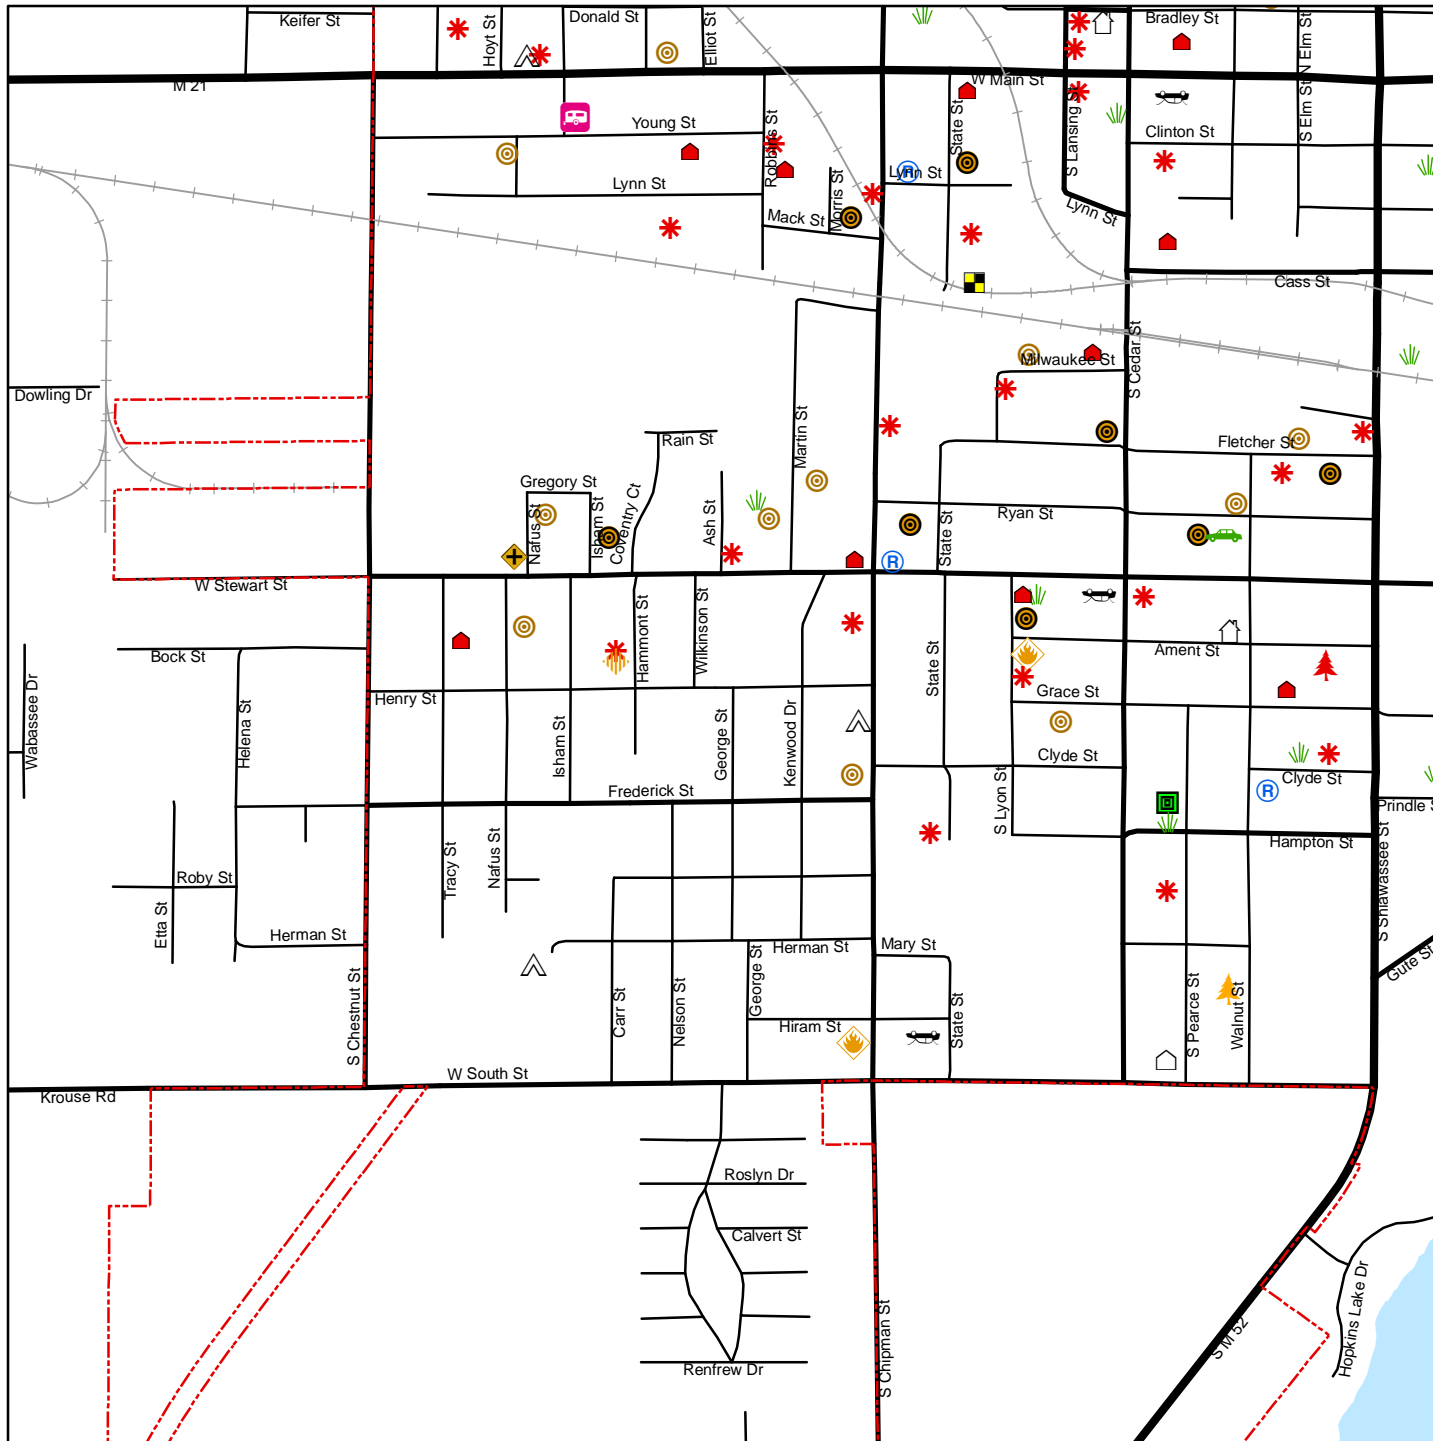 Keifer St
Hoyt St
Donald St
Elliot St
Bradley St
N Elm St
M 21
W Main St
Young St
Robbins St
State St
S Lansing St
Clinton St
S Elm St
Lynn St
Morris St
Mack St
R
Lynn St
Lynn St
Cass St
Dowling Dr
Milwaukee St
S Cedar St
Rain St
Martin St
Fletcher St
Gregory St
Nafus St
Isham St
Coventry Ct
Ash St
State St
Ryan St
R
W Stewart St
Bock St
Hammont St
Wilkinson St
State St
Ament St
Wabassee Dr
Helena St
Henry St
Isham St
George St
Kenwood Dr
Grace St
Clyde St
S Lyon St
Clyde St
R
Frederick St
Prindle S
Hampton St
Roby St
Etta St
Tracy St
Nafus St
S Shiawassee St
Herman St
Herman St
Mary St
Gute St
S Chestnut St
Carr St
Nelson St
George St
Hiram St
State St
S Pearce St
Walnut St
W South St
Krouse Rd
Roslyn Dr
Calvert St
Renfrew Dr
S Chipman St
S M 52
Hopkins Lake Dr